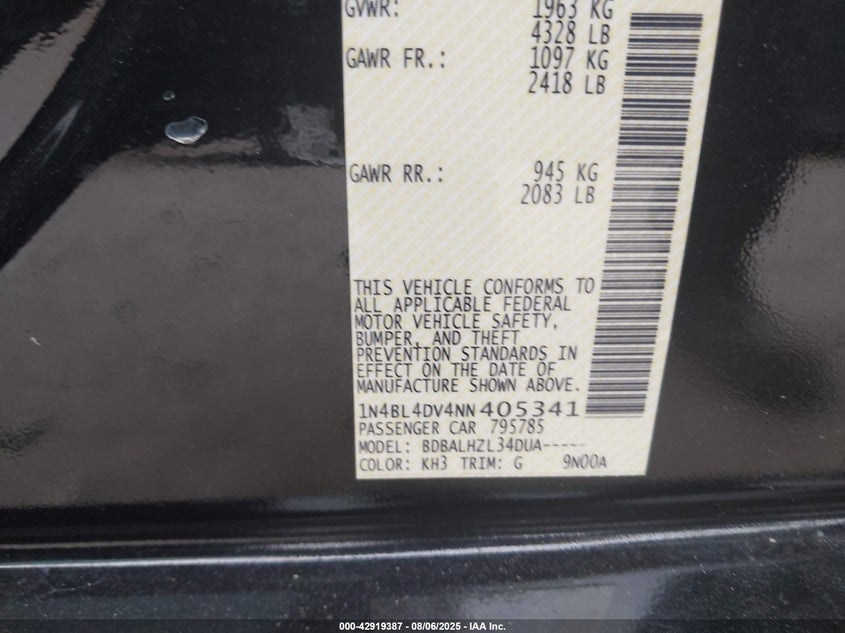 GVWR: 1963 KG
4328 LB
GAWR FR.: 1097 KG
2418 LB
GAWR RR.: 945 KG
2083 LB
THIS VEHICLE CONFORMS TO
ALL APPLICABLE FEDERAL
MOTOR VEHICLE SAFETY,
BUMPER, AND THEFT
PREVENTION STANDARDS IN
EFFECT ON THE DATE OF
MANUFACTURE SHOWN ABOVE.
1N4BL4DV4NN405341
PASSENGER CAR 795785
MODEL: BDBALHZL34DUA-----
COLOR: KH3 TRIM: G 9N00A
000-42919387 - 08/06/2025 - IAA Inc.